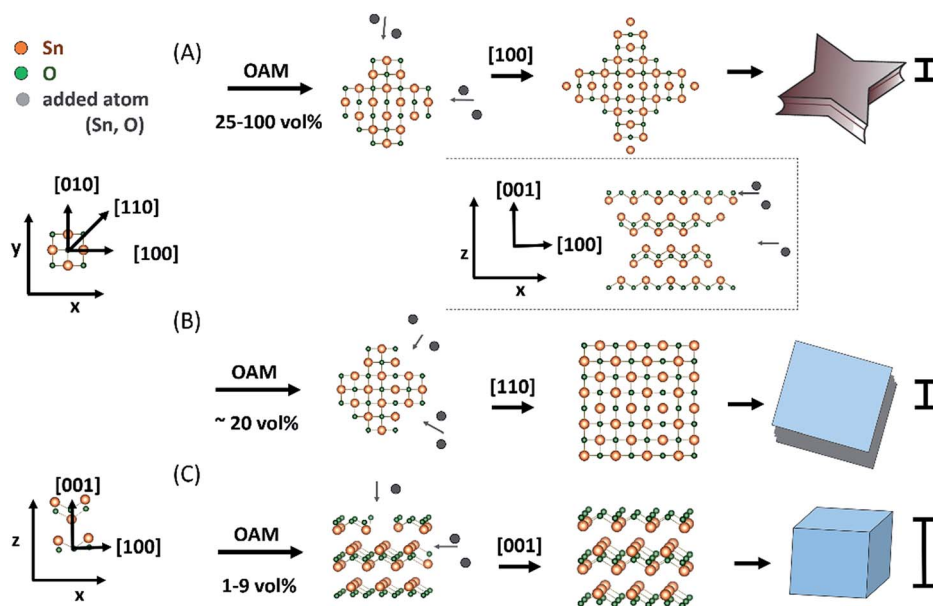 Sn
O
added atom
(Sn, O)
(A)
OAM
25-100 vol%
[100]
[010]
[110]
[100]
y
x
[001]
[100]
z
x
(B)
OAM
~ 20 vol%
[110]
(C)
[001]
[100]
z
x
OAM
1-9 vol%
[001]